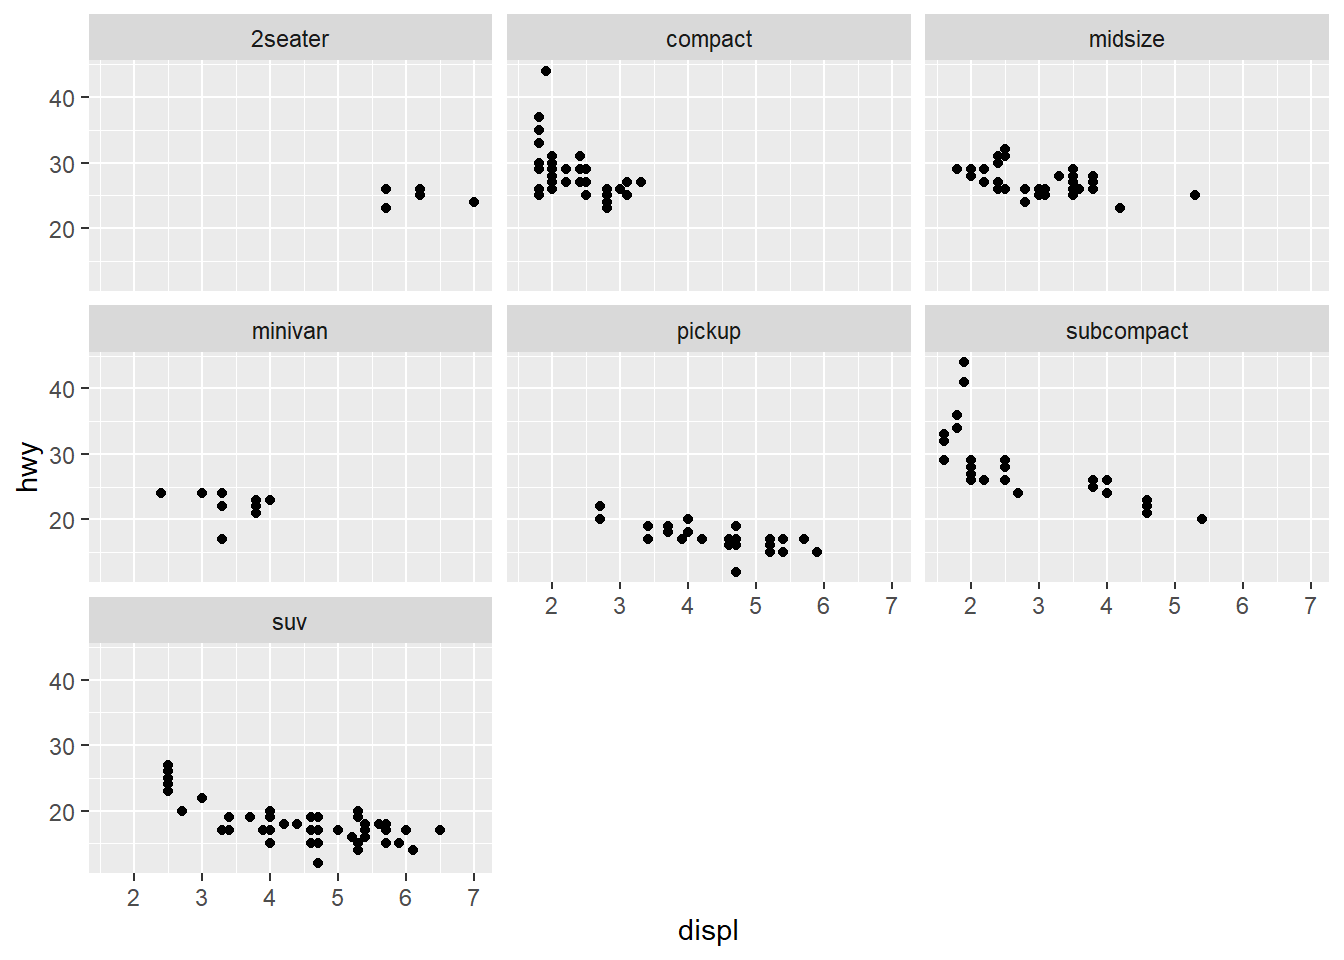 2seater compact midsize
40
30
20
minivan pickup subcompact
40
30
20
hwy
2 3 4 5 6 7 2 3 4 5 6 7
suv
40
30
20
2 3 4 5 6 7
displ